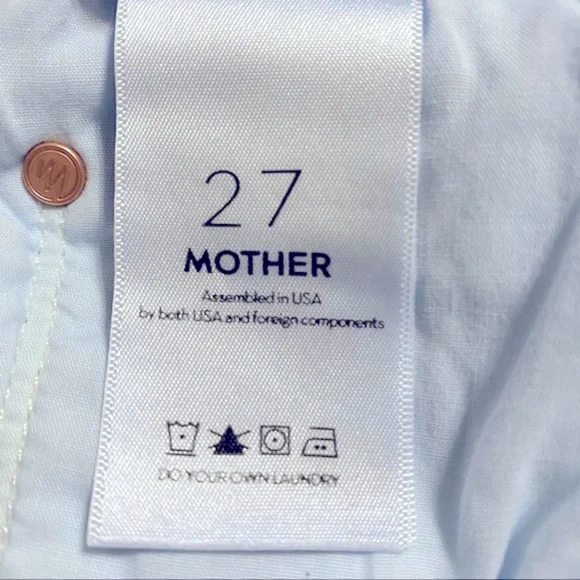 27
MOTHER
Assembled in USA
by both USA and foreign components
DO YOUR OWN LAUNDRY